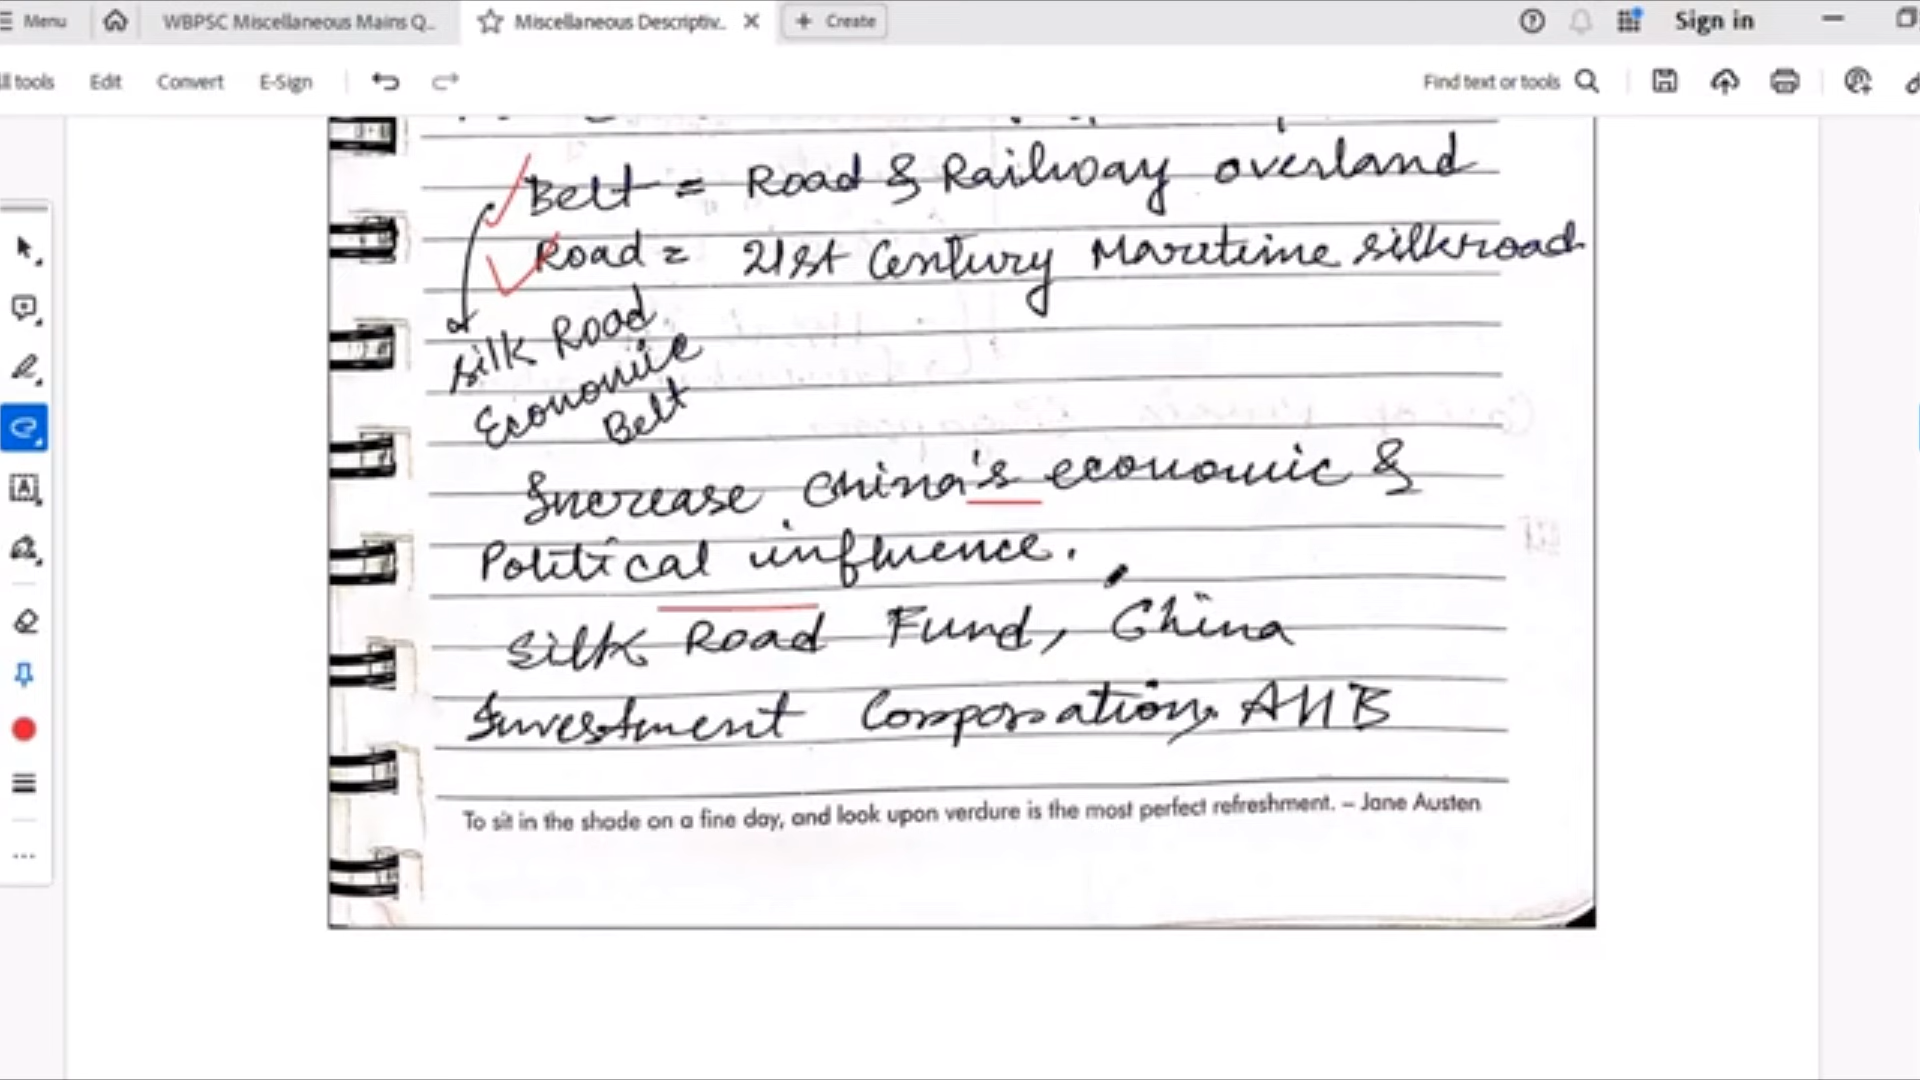 Menu
WBPSC Miscellaneous Mains Q...
Miscellaneous Descriptiv...
+ Create
Sign in
ll tools
Edit
Convert
E-Sign
Find text or tools
Belt = Road & Railway overland
Road = 21st Century Maritime silkroad
Silk Road
Economic
Belt
Increase China's economic &
Political influence.
Silk Road Fund, China
Investment Corporation. AIIB
To sit in the shade on a fine day, and look upon verdure is the most perfect refreshment. – Jane Austen